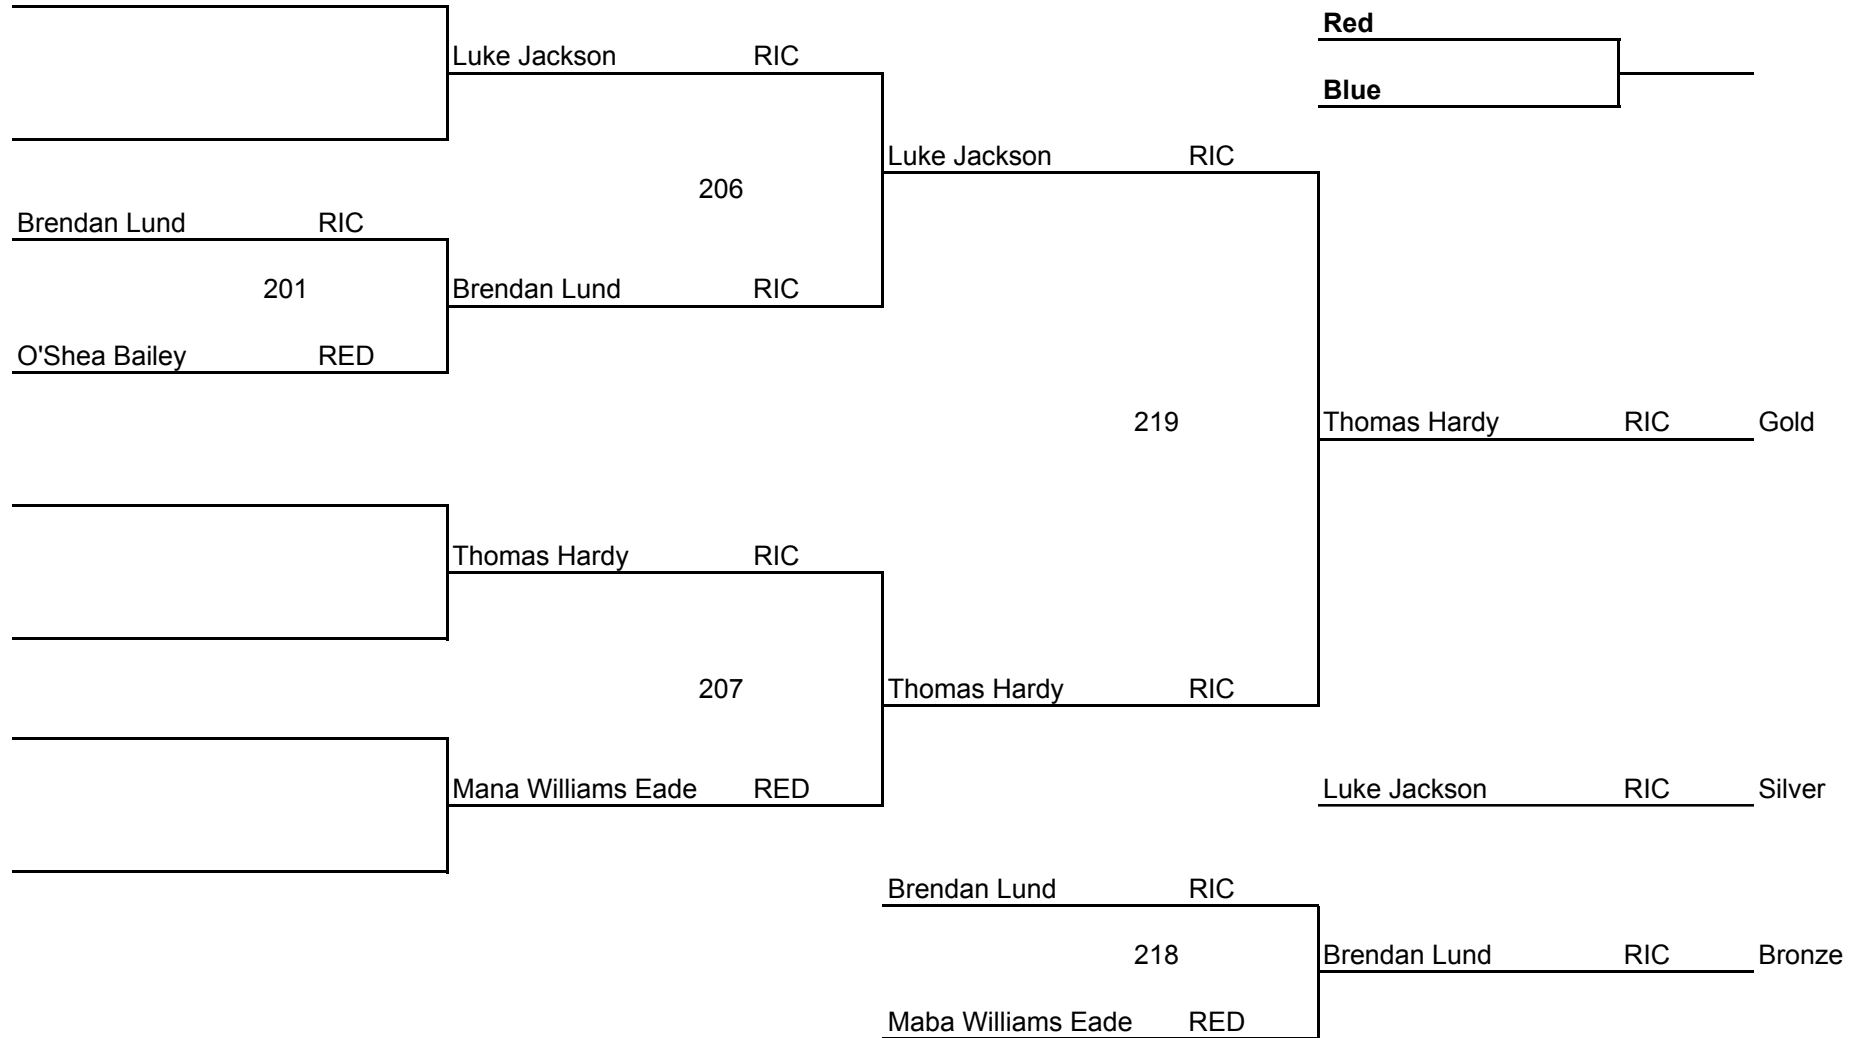 Red
Luke Jackson RIC
Blue
Luke Jackson RIC
206
Brendan Lund RIC
201
Brendan Lund RIC
O'Shea Bailey RED
219
Thomas Hardy RIC Gold
Thomas Hardy RIC
207
Thomas Hardy RIC
Mana Williams Eade RED
Luke Jackson RIC Silver
Brendan Lund RIC
218
Brendan Lund RIC Bronze
Maba Williams Eade RED